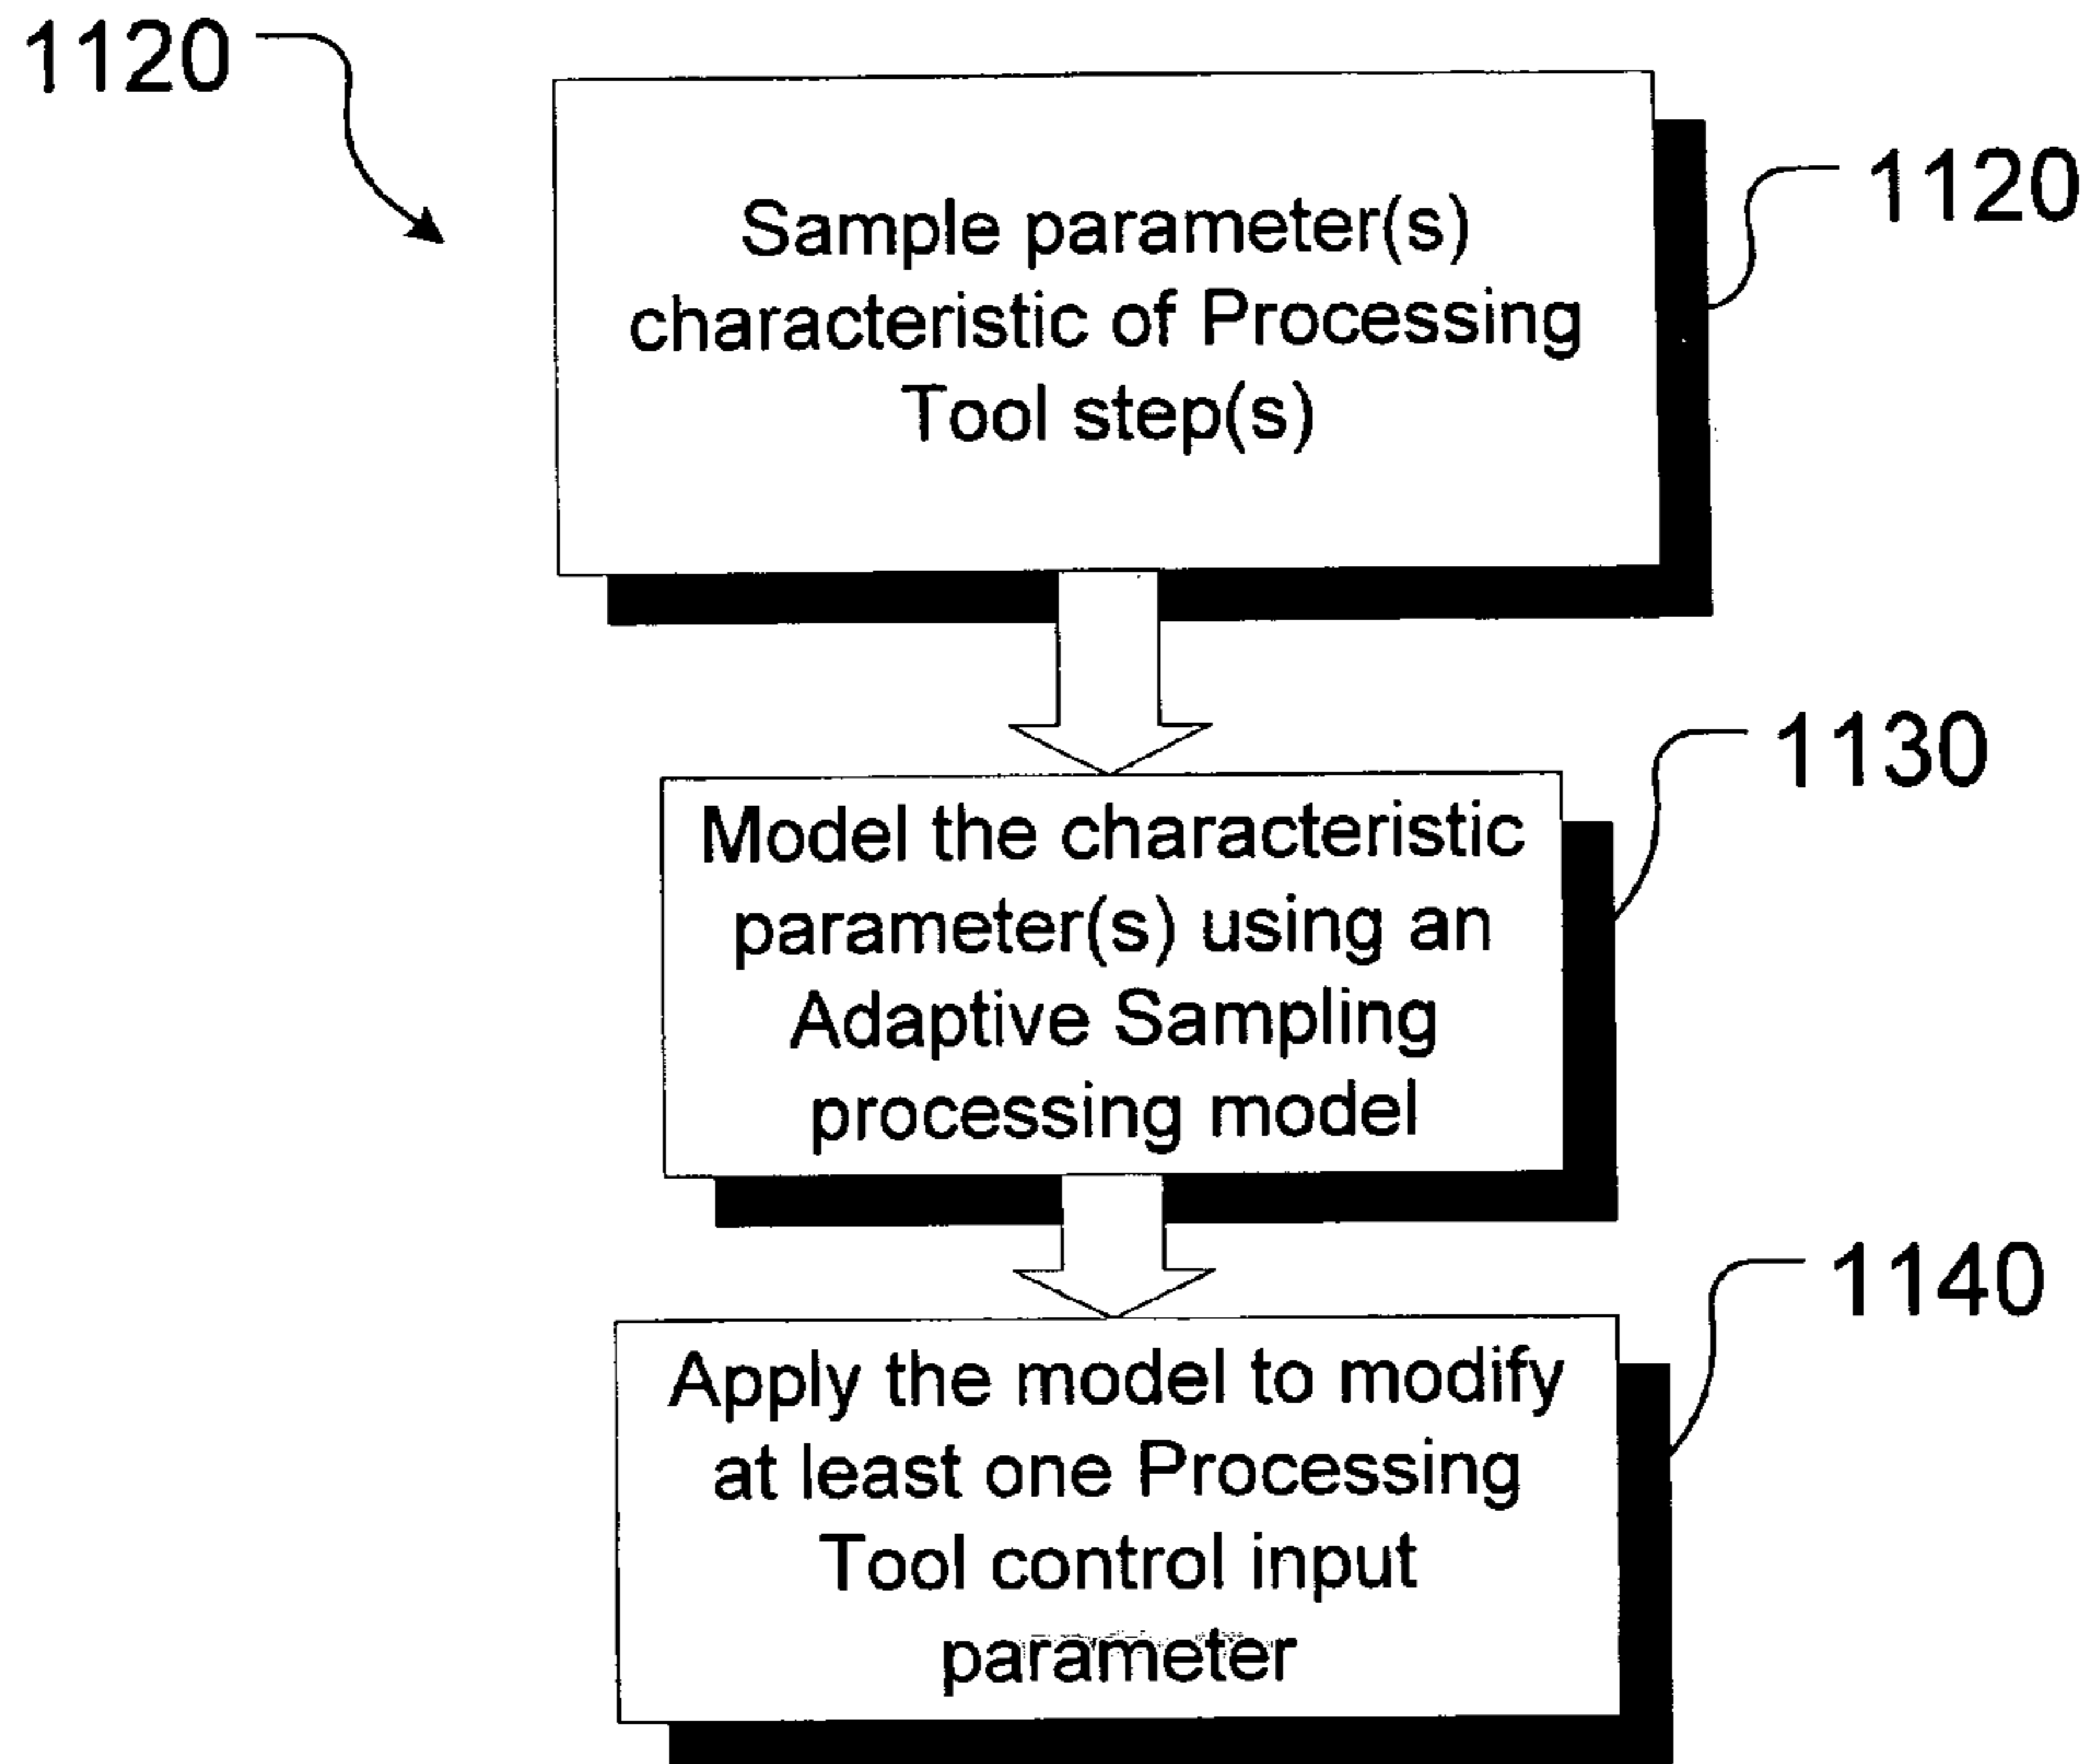 1120
1120
Sample parameter(s)
characteristic of Processing
Tool step(s)
1130
Model the characteristic
parameter(s) using an
Adaptive Sampling
processing model
1140
Apply the model to modify
at least one Processing
Tool control input
parameter